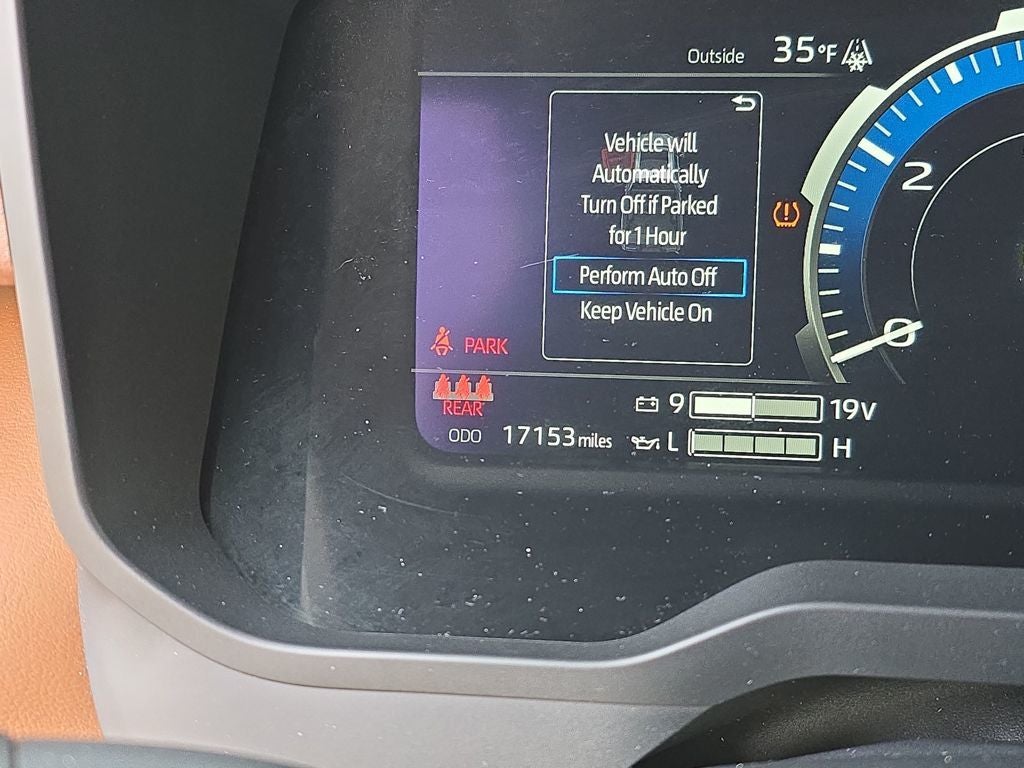 Outside 35°F
Vehicle will
Automatically
Turn Off if Parked
for 1 Hour
Perform Auto Off
Keep Vehicle On
2
0
PARK
REAR
9 19V
ODO 17153 miles L H